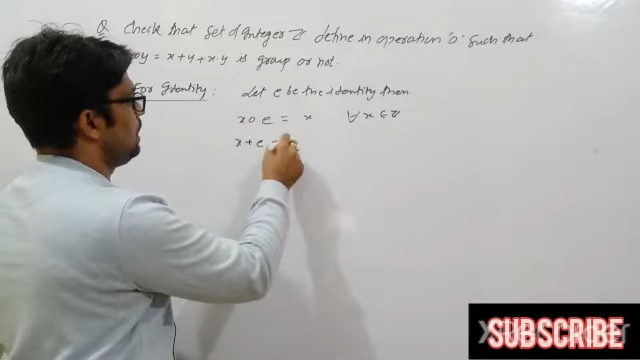 Q Check that set of Integer Z define in operation 'o' such that
oy = x+y+x.y is group or not.
For Identity: Let e be the identity then
x o e = x ∀ x ∈ Z
x+e
SUBSCRIBE